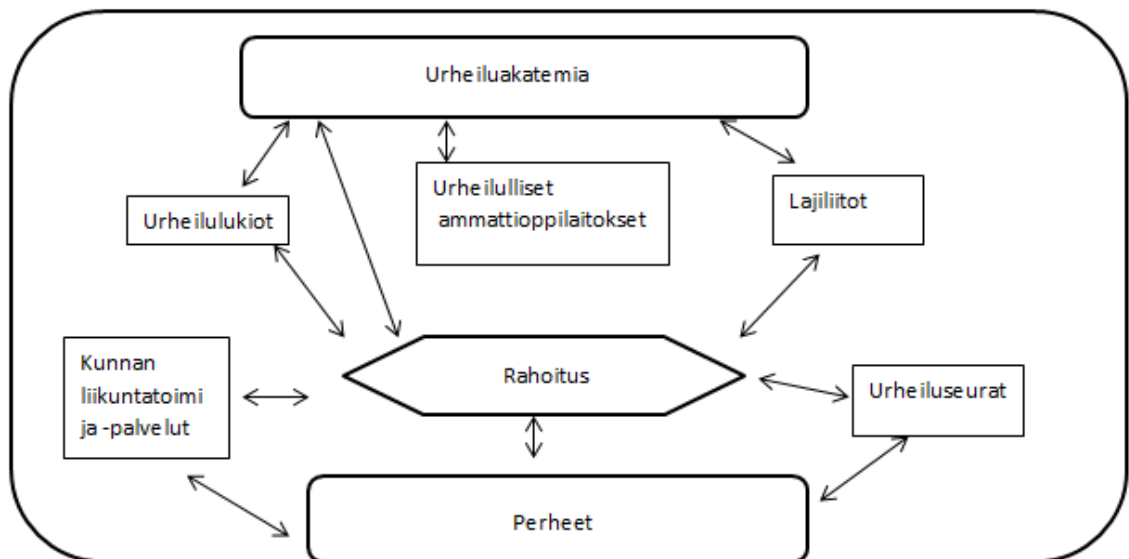 Urheiluakatemia
Urheilulliset
ammattioppilaitokset
Urheilulukiot
Lajiliitot
Kunnan
liikuntatoimi
ja -palvelut
Rahoitus
Urheiluseurat
Perheet